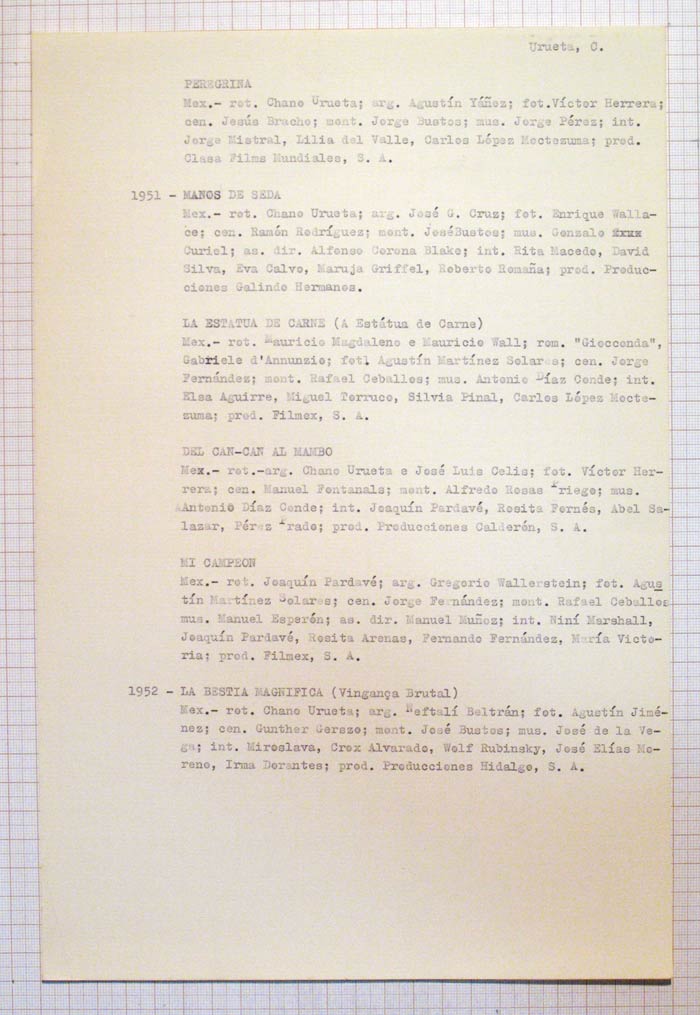 Urueta, C.
PEREGRINA
Mex.- rot. Chano Urueta; arg. Agustín Yáñez; fot.Víctor Herrera;
cen. Jesús Bracho; mont. Jorge Bustos; mus. Jorge Pérez; int.
Jorge Mistral, Lilia del Valle, Carlos López Moctezuma; prod.
Clasa Films Mundiales, S. A.
1951 - MANOS DE SEDA
Mex.- rot. Chano Urueta; arg. José G. Cruz; fot. Enrique Walla-
ce; cen. Ramón Rodríguez; mont. JoséBustos; mus. Gonzalo xxxx
Curiel; as. dir. Alfonso Corona Blake; int. Rita Macedo, David
Silva, Eva Calvo, Maruja Griffel, Roberto Romaña; prod. Produc-
ciones Galindo Hermanos.
LA ESTATUA DE CARNE (A Estátua de Carne)
Mex.- rot. Mauricio Magdaleno e Mauricio Wall; rom. "Giocconda",
Gabriele d'Annunzio; fotl Agustín Martínez Solares; cen. Jorge
Fernández; mont. Rafael Ceballos; mus. Antonio Díaz Conde; int.
Elsa Aguirre, Miguel Torruco, Silvia Pinal, Carlos López Mocte-
zuma; prod. Filmex, S. A.
DEL CAN-CAN AL MAMBO
Mex.- rot.-arg. Chano Urueta e José Luis Celis; fot. Víctor Her-
rera; cen. Manuel Fontanals; mont. Alfredo Rosas Priego; mus.
Antonio Díaz Conde; int. Joaquín Pardavé, Rosita Fornés, Abel Sa-
lazar, Pérez Prado; prod. Producciones Calderón, S. A.
MI CAMPEON
Mex.- rot. Joaquín Pardavé; arg. Gregorio Wallerstein; fot. Agus
tín Martínez Solares; cen. Jorge Fernández; mont. Rafael Ceballos
mus. Manuel Esperón; as. dir. Manuel Muñoz; int. Niní Marshall,
Joaquín Pardavé, Rosita Arenas, Fernando Fernández, María Victo-
ria; prod. Filmex, S. A.
1952 - LA BESTIA MAGNIFICA (Vingança Brutal)
Mex.- rot. Chano Urueta; arg. Neftalí Beltrán; fot. Agustín Jimé-
nez; cen. Gunther Gerszo; mont. José Bustos; mus. José de la Ve-
ga; int. Miroslava, Crox Alvarado, Wolf Rubinsky, José Elías Mo-
reno, Irma Dorantes; prod. Producciones Hidalgo, S. A.